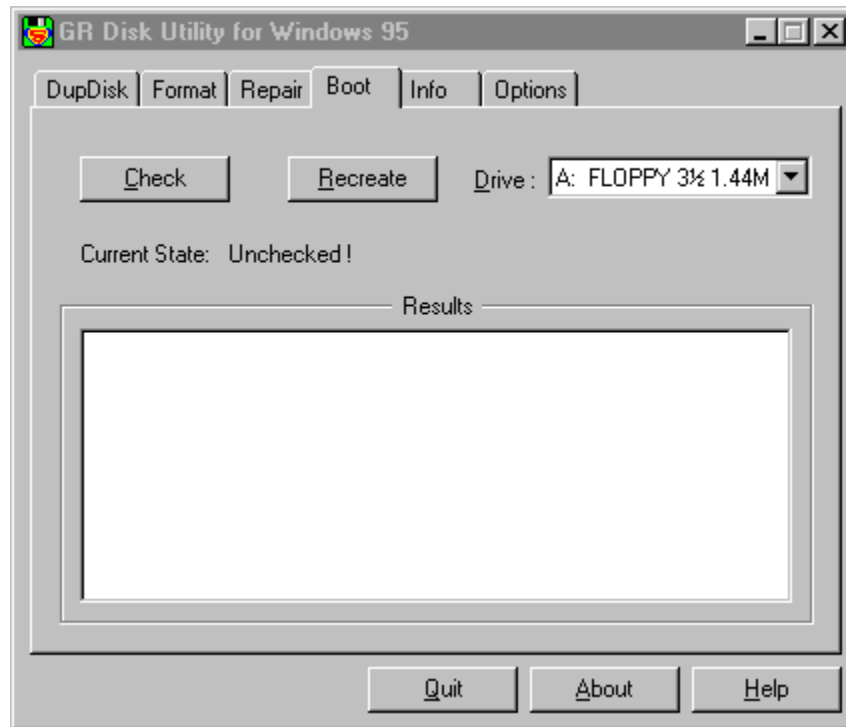 GR Disk Utility for Windows 95
DupDisk Format Repair Boot Info Options
Check Recreate Drive : A: FLOPPY 3½ 1.44M
Current State: Unchecked !
Results
Quit About Help